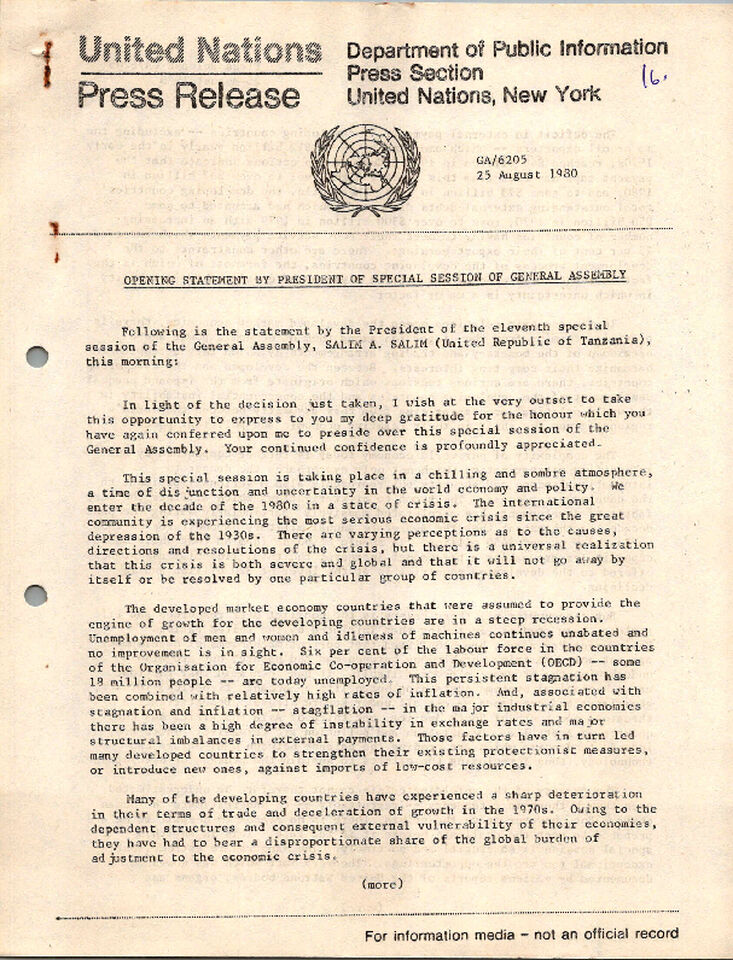 United Nations
Press Release
Department of Public Information
Press Section
United Nations, New York
16.
GA/6205
25 August 1980
OPENING STATEMENT BY PRESIDENT OF SPECIAL SESSION OF GENERAL ASSEMBLY
Following is the statement by the President of the eleventh special
session of the General Assembly, SALIM A. SALIM (United Republic of Tanzania),
this morning:
In light of the decision just taken, I wish at the very outset to take
this opportunity to express to you my deep gratitude for the honour which you
have again conferred upon me to preside over this special session of the
General Assembly. Your continued confidence is profoundly appreciated.
This special session is taking place in a chilling and sombre atmosphere,
a time of disjunction and uncertainty in the world economy and polity. We
enter the decade of the 1980s in a state of crisis. The international
community is experiencing the most serious economic crisis since the great
depression of the 1930s. There are varying perceptions as to the causes,
directions and resolutions of the crisis, but there is a universal realization
that this crisis is both severe and global and that it will not go away by
itself or be resolved by one particular group of countries.
The developed market economy countries that were assumed to provide the
engine of growth for the developing countries are in a steep recession.
Unemployment of men and women and idleness of machines continues unabated and
no improvement is in sight. Six per cent of the labour force in the countries
of the Organisation for Economic Co-operation and Development (OECD) -- some
18 million people -- are today unemployed. This persistent stagnation has
been combined with relatively high rates of inflation. And, associated with
stagnation and inflation -- stagflation -- in the major industrial economies
there has been a high degree of instability in exchange rates and major
structural imbalances in external payments. Those factors have in turn led
many developed countries to strengthen their existing protectionist measures,
or introduce new ones, against imports of low-cost resources.
Many of the developing countries have experienced a sharp deterioration
in their terms of trade and deceleration of growth in the 1970s. Owing to the
dependent structures and consequent external vulnerability of their economies,
they have had to bear a disproportionate share of the global burden of
adjustment to the economic crisis.
(more)
For information media - not an official record